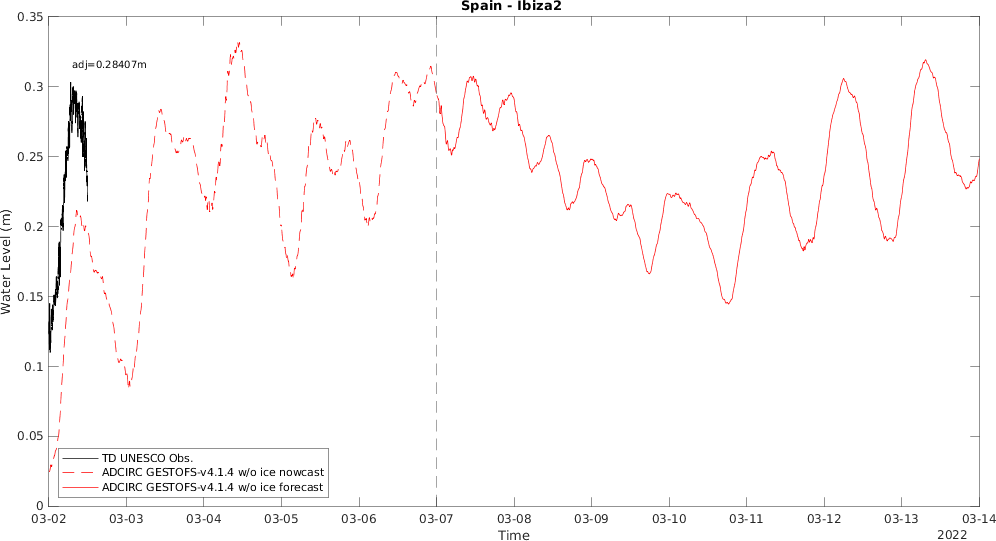 Spain - Ibiza2
0.35
0.3
0.25
0.2
0.15
0.1
0.05
0
Water Level (m)
adj=0.28407m
TD UNESCO Obs.
ADCIRC GESTOFS-v4.1.4 w/o ice nowcast
ADCIRC GESTOFS-v4.1.4 w/o ice forecast
03-02 03-03 03-04 03-05 03-06 03-07 03-08 03-09 03-10 03-11 03-12 03-13 03-14
Time
2022